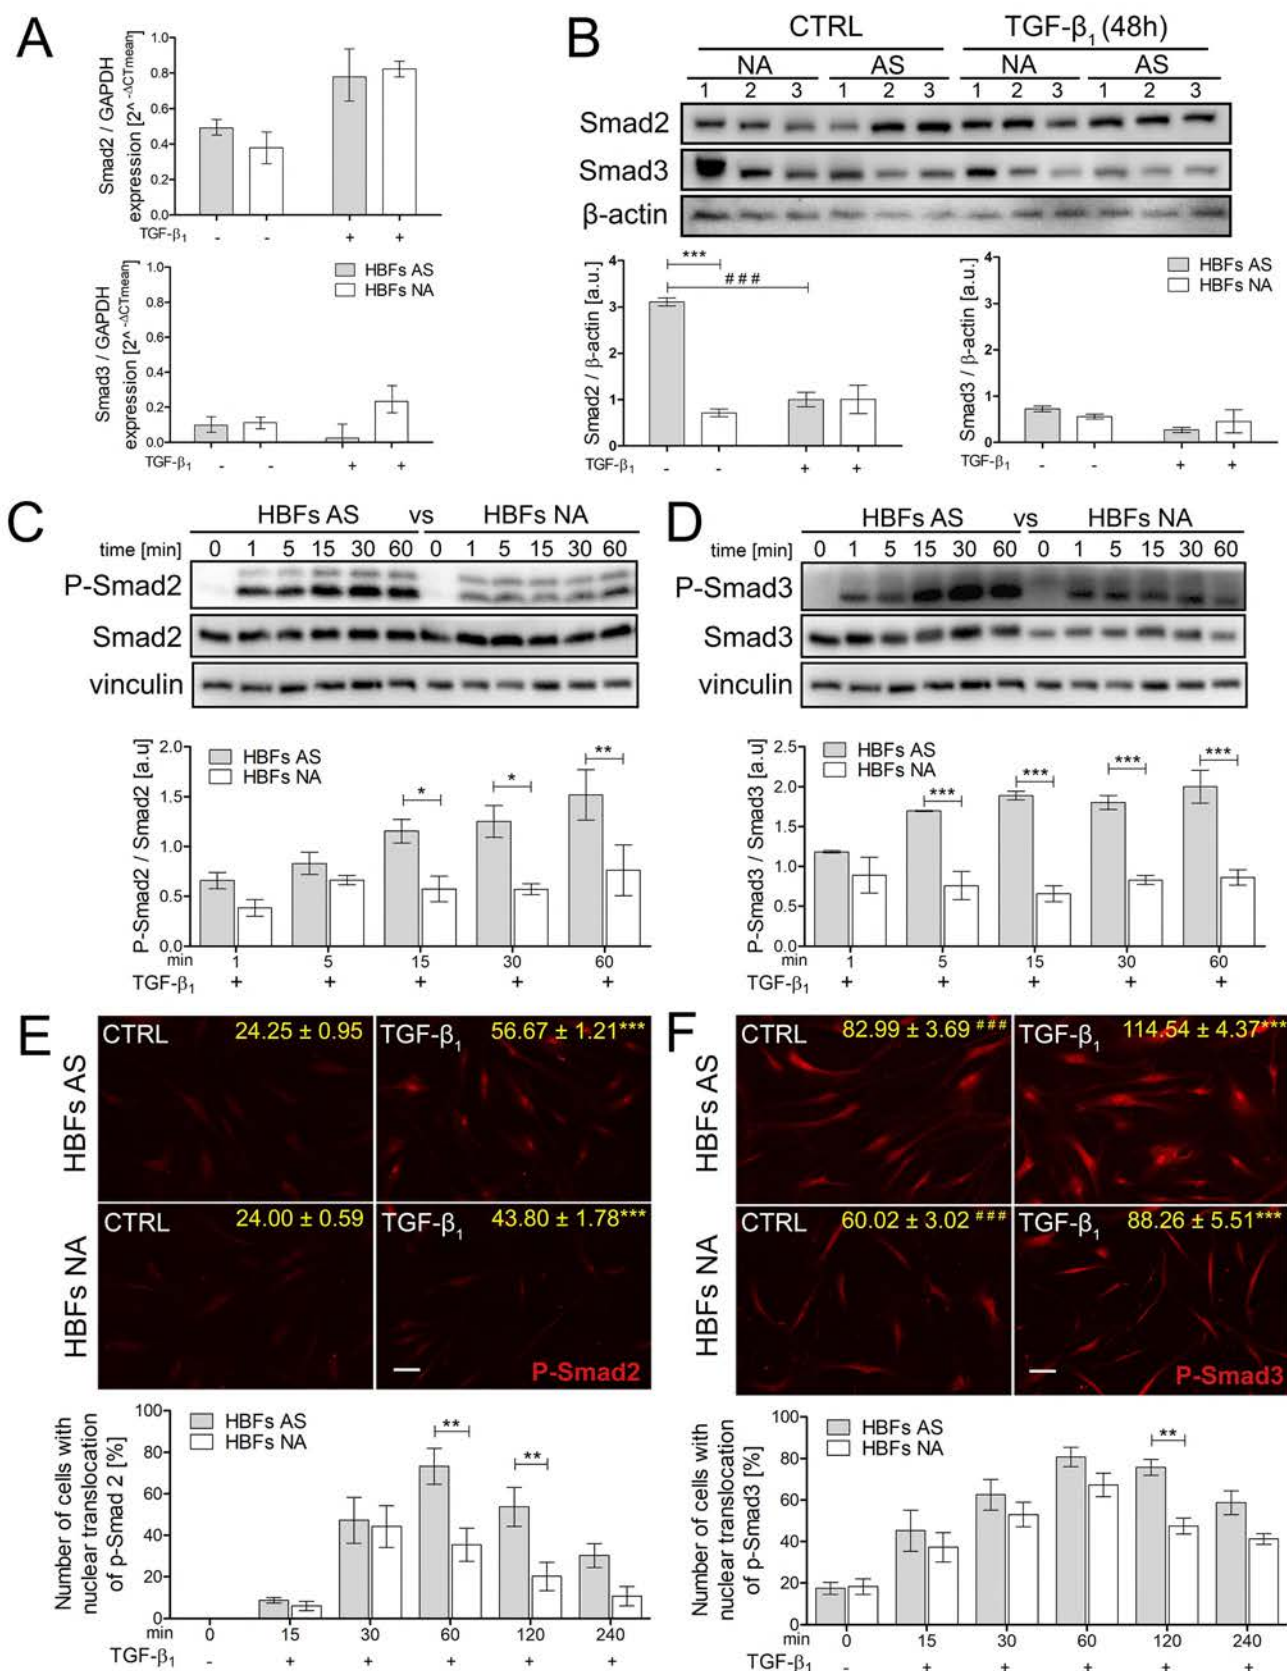 A
Smad2 / GAPDH
expression [2^ -ΔCTmean]
1.0
0.8
0.6
0.4
0.2
0.0
TGF-β1 - - + +
HBFs AS
HBFs NA
Smad3 / GAPDH
expression [2^ -ΔCTmean]
1.0
0.8
0.6
0.4
0.2
0.0
TGF-β1 - - + +
B
CTRL TGF-β1 (48h)
NA AS NA AS
1 2 3 1 2 3 1 2 3 1 2 3
Smad2
Smad3
β-actin
Smad2 / β-actin [a.u.]
4
3
2
1
0
***
###
TGF-β1 - - + +
HBFs AS
HBFs NA
Smad3 / β-actin [a.u.]
4
3
2
1
0
TGF-β1 - - + +
C
HBFs AS vs HBFs NA
time [min] 0 1 5 15 30 60 0 1 5 15 30 60
P-Smad2
Smad2
vinculin
HBFs AS
HBFs NA
P-Smad2 / Smad2 [a.u]
2.0
1.5
1.0
0.5
0.0
* * **
min 1 5 15 30 60
TGF-β1 + + + + +
D
HBFs AS vs HBFs NA
time [min] 0 1 5 15 30 60 0 1 5 15 30 60
P-Smad3
Smad3
vinculin
HBFs AS
HBFs NA
P-Smad3 / Smad3 [a.u]
2.5
2.0
1.5
1.0
0.5
0.0
*** *** *** ***
min 1 5 15 30 60
TGF-β1 + + + + +
E
HBFs AS
CTRL 24.25 ± 0.95
TGF-β1 56.67 ± 1.21***
HBFs NA
CTRL 24.00 ± 0.59
TGF-β1 43.80 ± 1.78***
P-Smad2
HBFs AS
HBFs NA
Number of cells with
nuclear translocation
of p-Smad 2 [%]
100
80
60
40
20
0
** **
min 0 15 30 60 120 240
TGF-β1 - + + + + +
F
HBFs AS
CTRL 82.99 ± 3.69 ###
TGF-β1 114.54 ± 4.37***
HBFs NA
CTRL 60.02 ± 3.02 ###
TGF-β1 88.26 ± 5.51***
P-Smad3
HBFs AS
HBFs NA
Number of cells with
nuclear translocation
of p-Smad3 [%]
100
80
60
40
20
0
**
min 0 15 30 60 120 240
TGF-β1 - + + + + +